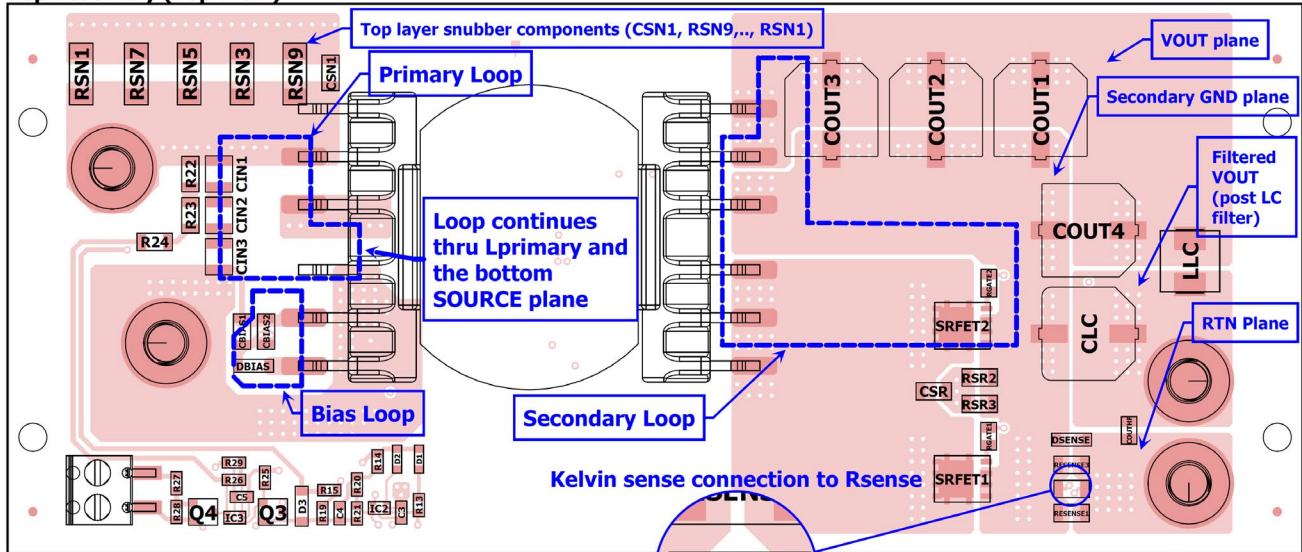 Top layer snubber components (CSN1, RSN9,.., RSN1)
VOUT plane
RSN1
RSN7
RSN5
RSN3
RSN9
CSN1
Primary Loop
COUT3
COUT2
COUT1
Secondary GND plane
Filtered
VOUT
(post LC
filter)
R22
CIN1
R23
CIN2
R24
CIN3
Loop continues
thru Lprimary and
the bottom
SOURCE plane
COUT4
LLC
RGATE2
SRFET2
CLC
RTN Plane
CBIAS1
CBIAS2
DBIAS
Bias Loop
Secondary Loop
CSR
RSR2
RSR3
RGATE1
COUTHF
DSENSE
RESENSE3
RESENSE1
SRFET1
Kelvin sense connection to Rsense
R14
D2
D1
R29
R26
R25
R27
C5
R15
R20
R28
Q4
IC3
Q3
D3
R19
C4
R21
IC2
C3
R13